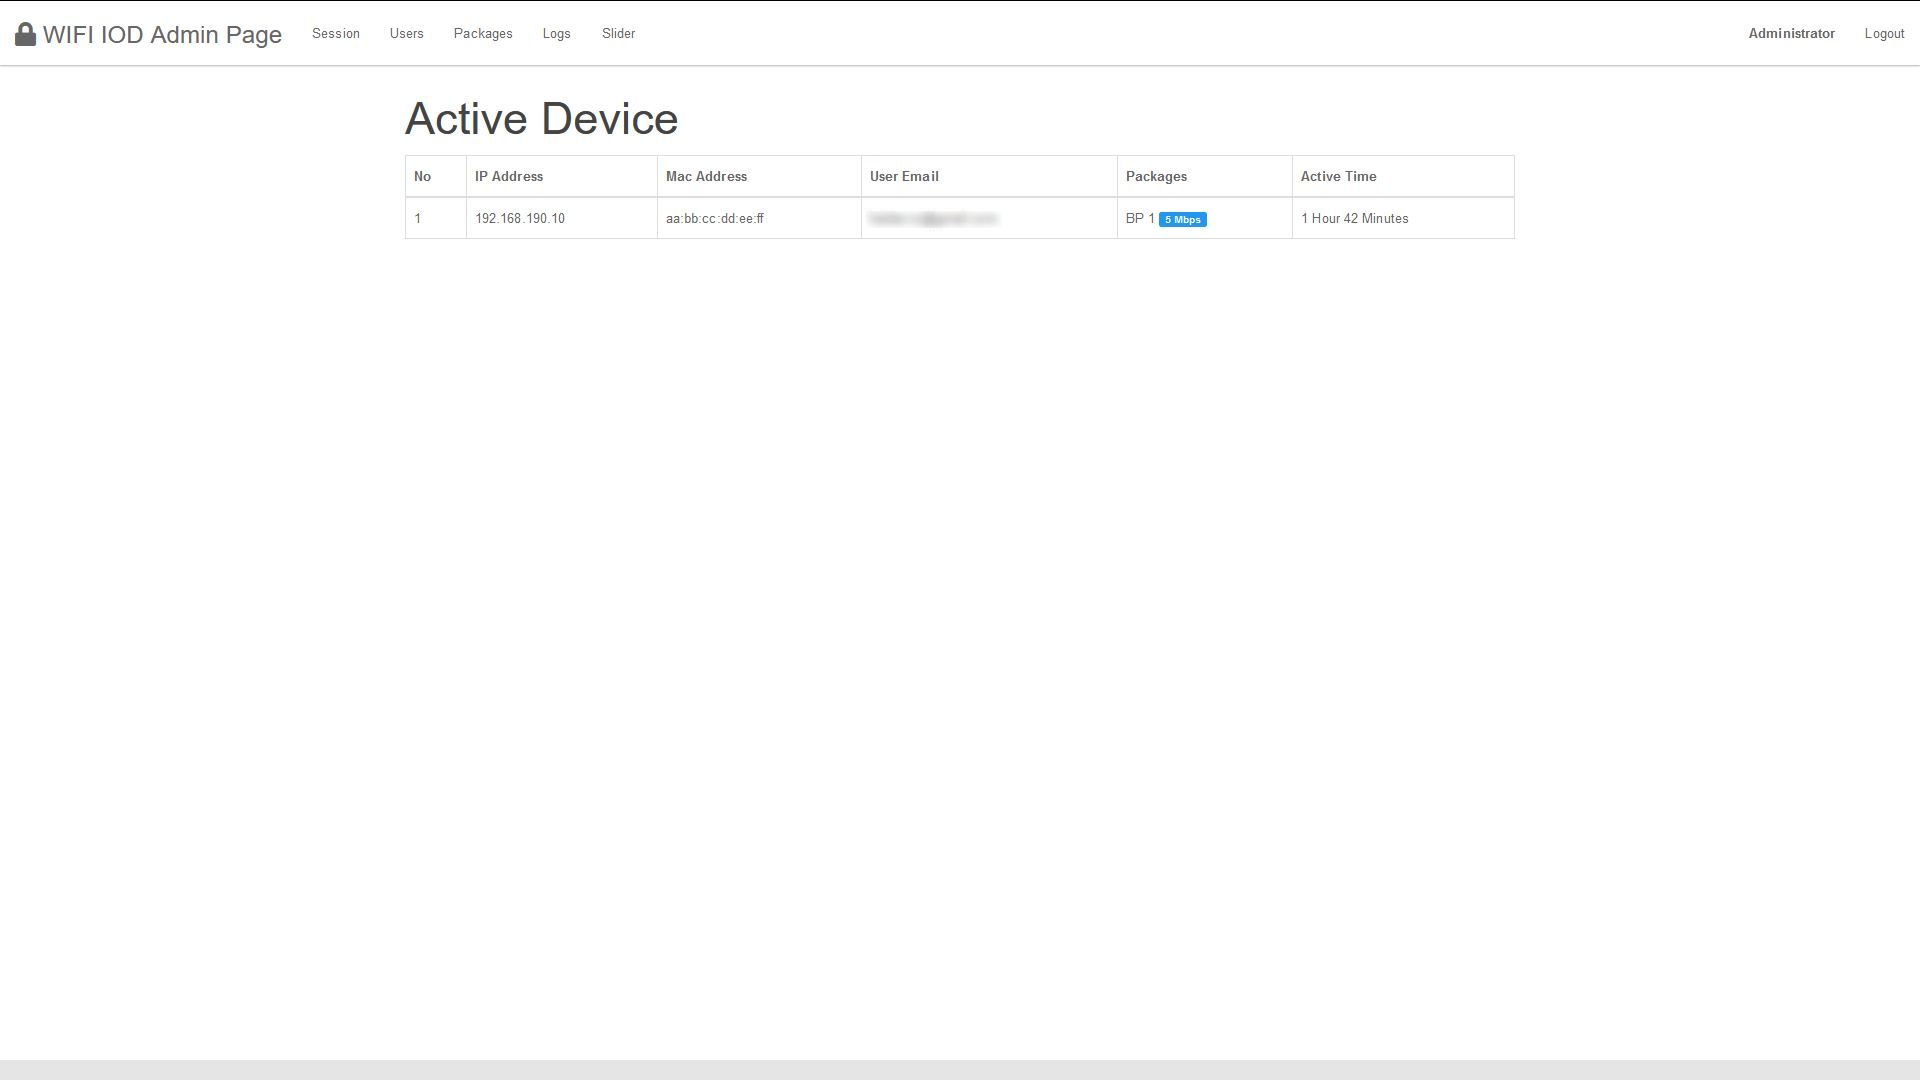 WIFI IOD Admin Page Session Users Packages Logs Slider Administrator Logout
Active Device
No IP Address Mac Address User Email Packages Active Time
1 192.168.190.10 aa:bb:cc:dd:ee:ff BP 1 5 Mbps 1 Hour 42 Minutes